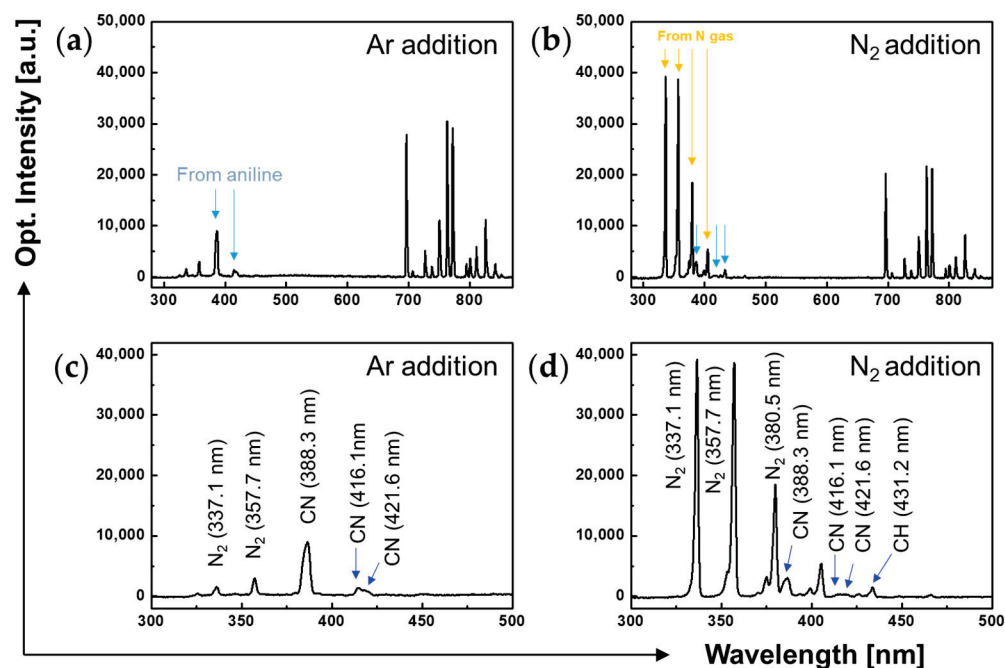 Opt. Intensity [a.u.]
(a)
Ar addition
From aniline
50,000
40,000
30,000
20,000
10,000
0
300 400 500 600 700 800
(b)
From N gas
N₂ addition
50,000
40,000
30,000
20,000
10,000
0
300 400 500 600 700 800
(c)
Ar addition
40,000
30,000
20,000
10,000
0
N₂ (337.1 nm)
N₂ (357.7 nm)
CN (388.3 nm)
CN (416.1nm)
CN (421.6 nm)
300 350 400 450 500
(d)
N₂ addition
40,000
30,000
20,000
10,000
0
N₂ (337.1 nm)
N₂ (357.7 nm)
N₂ (380.5 nm)
CN (388.3 nm)
CN (416.1 nm)
CN (421.6 nm)
CH (431.2 nm)
300 350 400 450 500
Wavelength [nm]